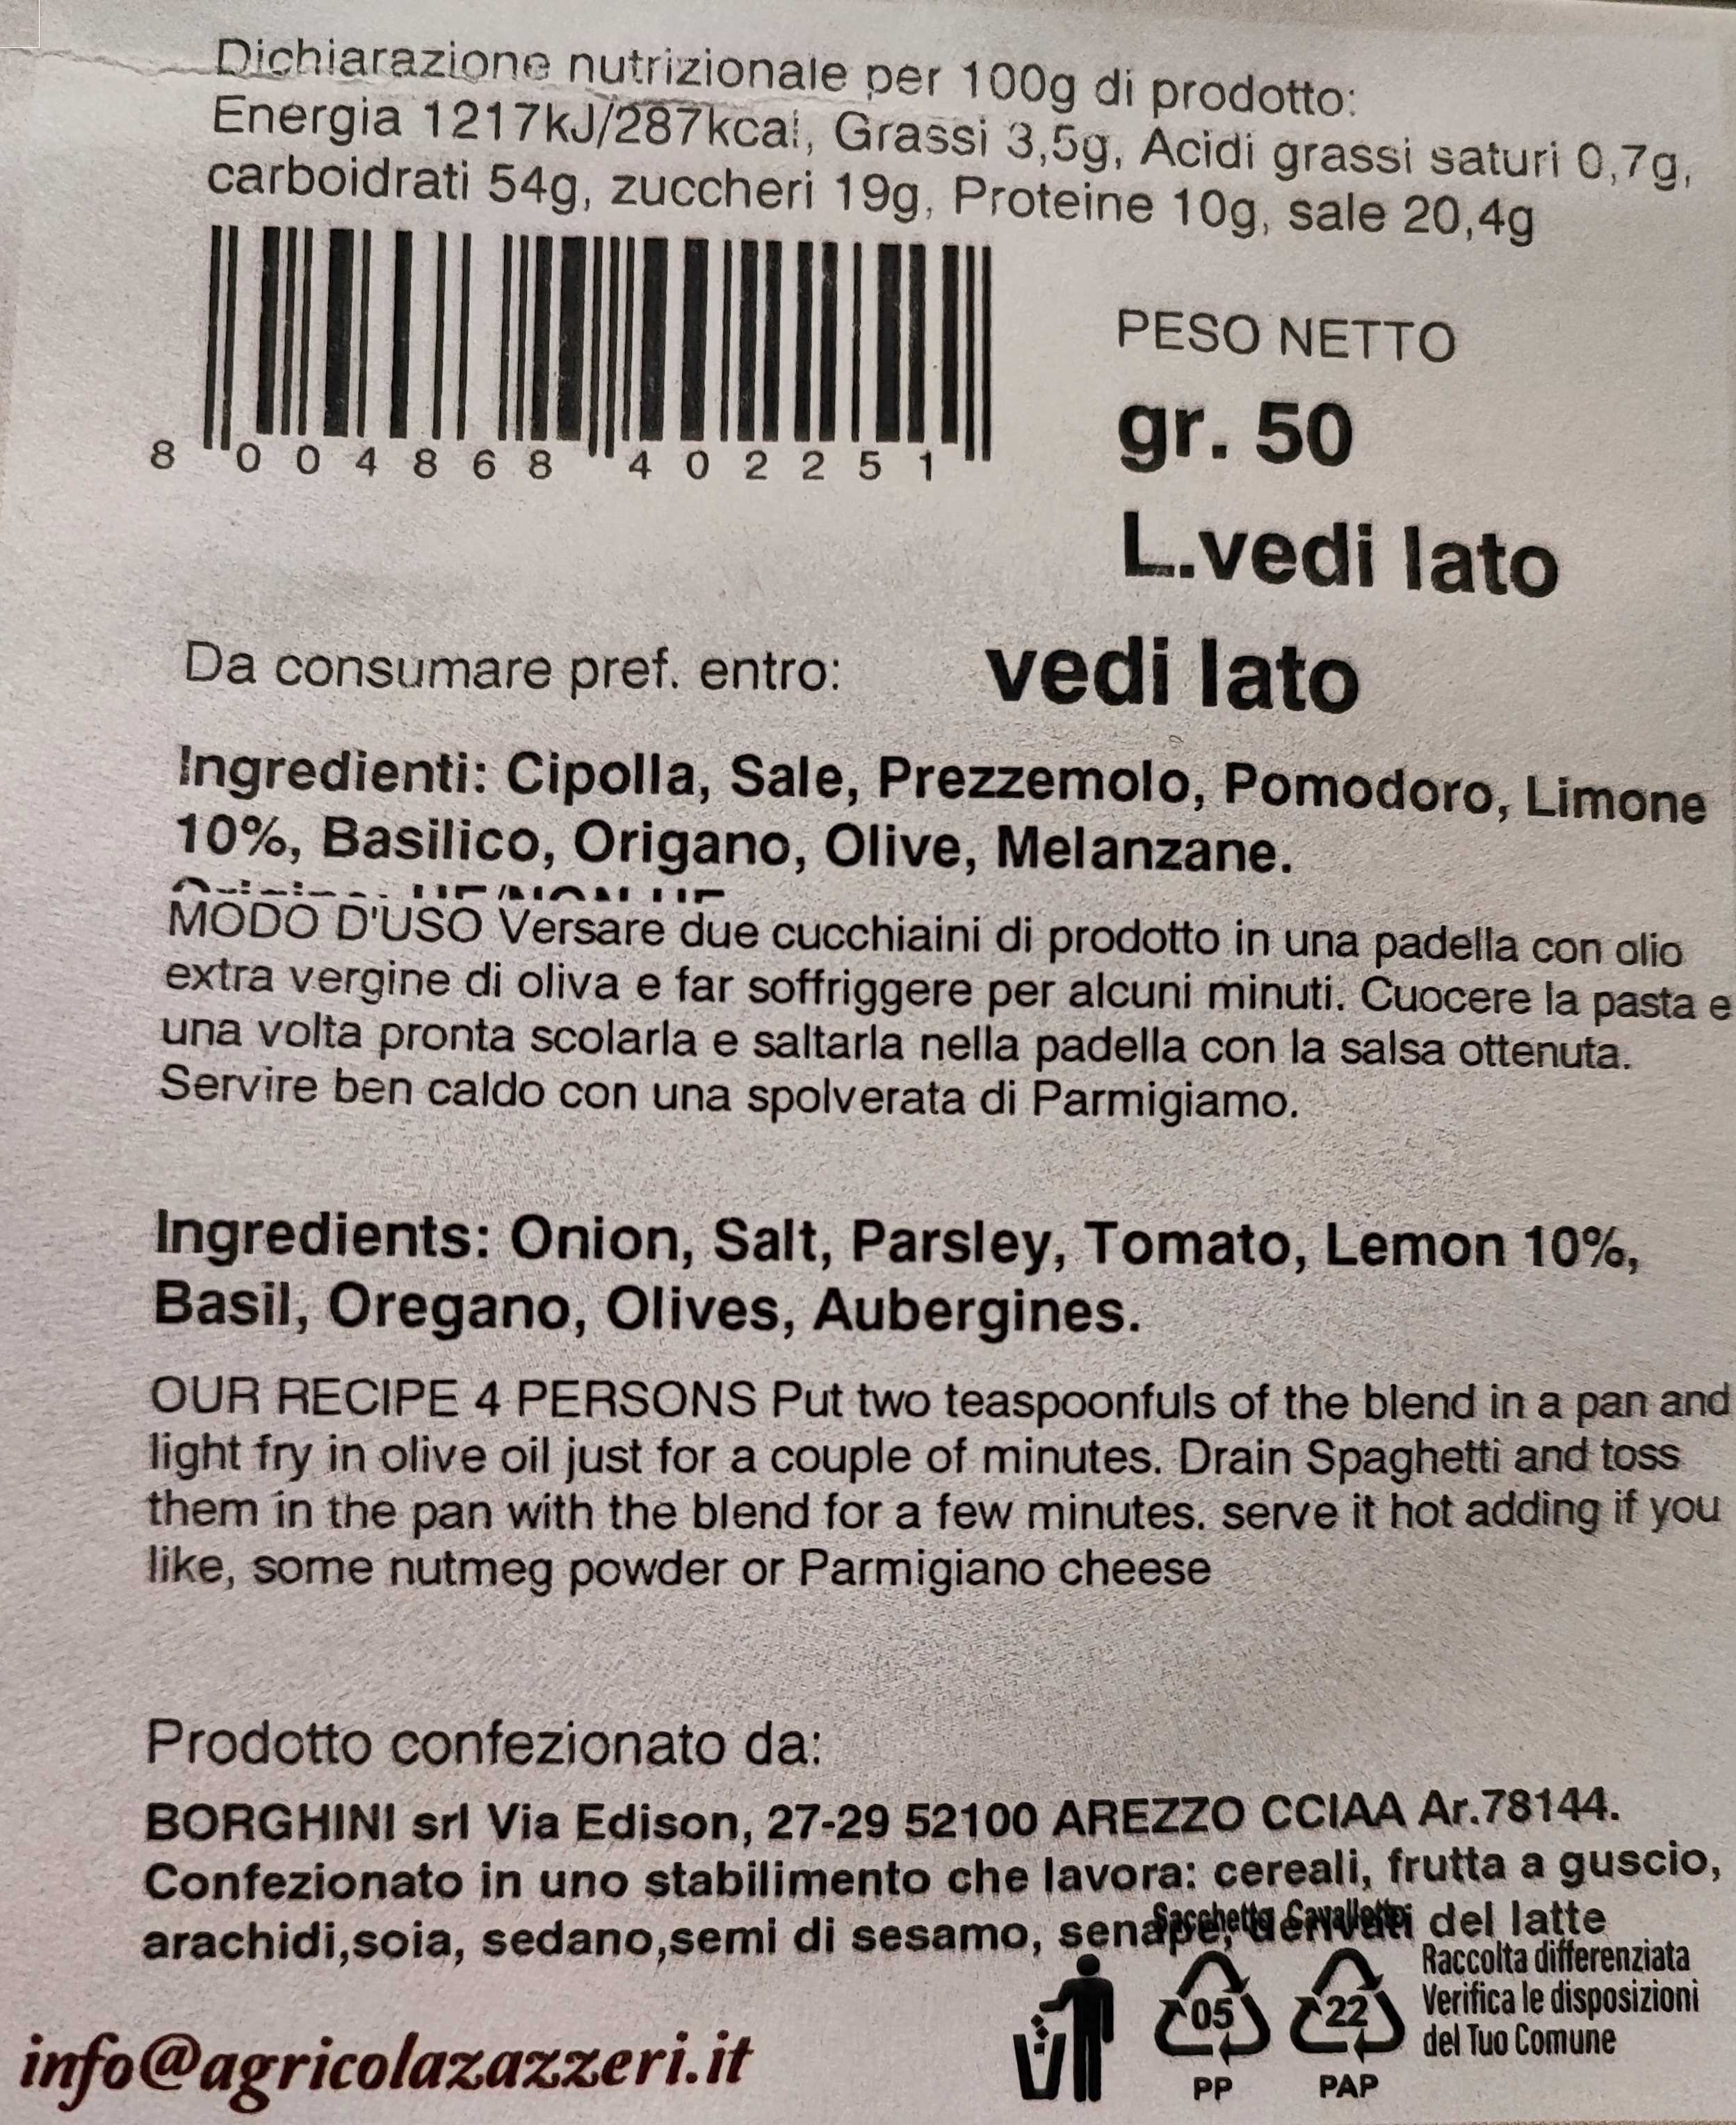 Dichiarazione nutrizionale per 100g di prodotto:
Energia 1217kJ/287kcal, Grassi 3,5g, Acidi grassi saturi 0,7g,
carboidrati 54g, zuccheri 19g, Proteine 10g, sale 20,4g
8 004868 402251
PESO NETTO
gr. 50
L.vedi lato
Da consumare pref. entro: vedi lato
Ingredienti: Cipolla, Sale, Prezzemolo, Pomodoro, Limone
10%, Basilico, Origano, Olive, Melanzane.
MODO D'USO Versare due cucchiaini di prodotto in una padella con olio
extra vergine di oliva e far soffriggere per alcuni minuti. Cuocere la pasta e
una volta pronta scolarla e saltarla nella padella con la salsa ottenuta.
Servire ben caldo con una spolverata di Parmigiamo.
Ingredients: Onion, Salt, Parsley, Tomato, Lemon 10%,
Basil, Oregano, Olives, Aubergines.
OUR RECIPE 4 PERSONS Put two teaspoonfuls of the blend in a pan and
light fry in olive oil just for a couple of minutes. Drain Spaghetti and toss
them in the pan with the blend for a few minutes. serve it hot adding if you
like, some nutmeg powder or Parmigiano cheese
Prodotto confezionato da:
BORGHINI srl Via Edison, 27-29 52100 AREZZO CCIAA Ar.78144.
Confezionato in uno stabilimento che lavora: cereali, frutta a guscio,
arachidi,soia, sedano,semi di sesamo, senape, derivati del latte
Sacchetto Cavallotto
05 PP
22 PAP
Raccolta differenziata
Verifica le disposizioni
del Tuo Comune
info@agricolazazzeri.it